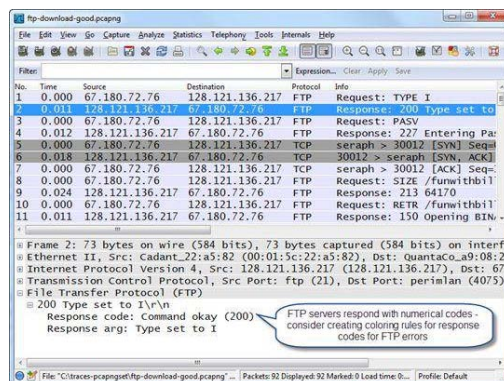 ftp-download-good.pcapng
File Edit View Go Capture Analyze Statistics Telephony Tools Internals Help
Filter: Expression... Clear Apply Save
No. Time Source Destination Protocol Info
1 0.000 67.180.72.76 128.121.136.217 FTP Request: TYPE I
2 0.011 128.121.136.217 67.180.72.76 FTP Response: 200 Type set to
3 0.000 67.180.72.76 128.121.136.217 FTP Request: PASV
4 0.012 128.121.136.217 67.180.72.76 FTP Response: 227 Entering Pa
5 0.000 67.180.72.76 128.121.136.217 TCP seraph > 30012 [SYN] Seq=
6 0.018 128.121.136.217 67.180.72.76 TCP 30012 > seraph [SYN, ACK]
7 0.000 67.180.72.76 128.121.136.217 TCP seraph > 30012 [ACK] Seq=
8 0.000 67.180.72.76 128.121.136.217 FTP Request: SIZE /funwithbil
9 0.024 128.121.136.217 67.180.72.76 FTP Response: 213 64170
10 0.000 67.180.72.76 128.121.136.217 FTP Request: RETR /funwithbil
11 0.011 128.121.136.217 67.180.72.76 FTP Response: 150 Opening BIN
Frame 2: 73 bytes on wire (584 bits), 73 bytes captured (584 bits) on interf
Ethernet II, Src: Cadant_22:a5:82 (00:01:5c:22:a5:82), Dst: QuantaCo_a9:08:2
Internet Protocol Version 4, Src: 128.121.136.217 (128.121.136.217), Dst: 67
Transmission Control Protocol, Src Port: ftp (21), Dst Port: perimlan (4075)
File Transfer Protocol (FTP)
200 Type set to I\r\n
Response code: Command okay (200)
Response arg: Type set to I
FTP servers respond with numerical codes -
consider creating coloring rules for response
codes for FTP errors
File: "C:\traces-pcapngset\ftp-download-good.pcapng" ... Packets: 92 Displayed: 92 Marked: 0 Load time: 0:... Profile: Default